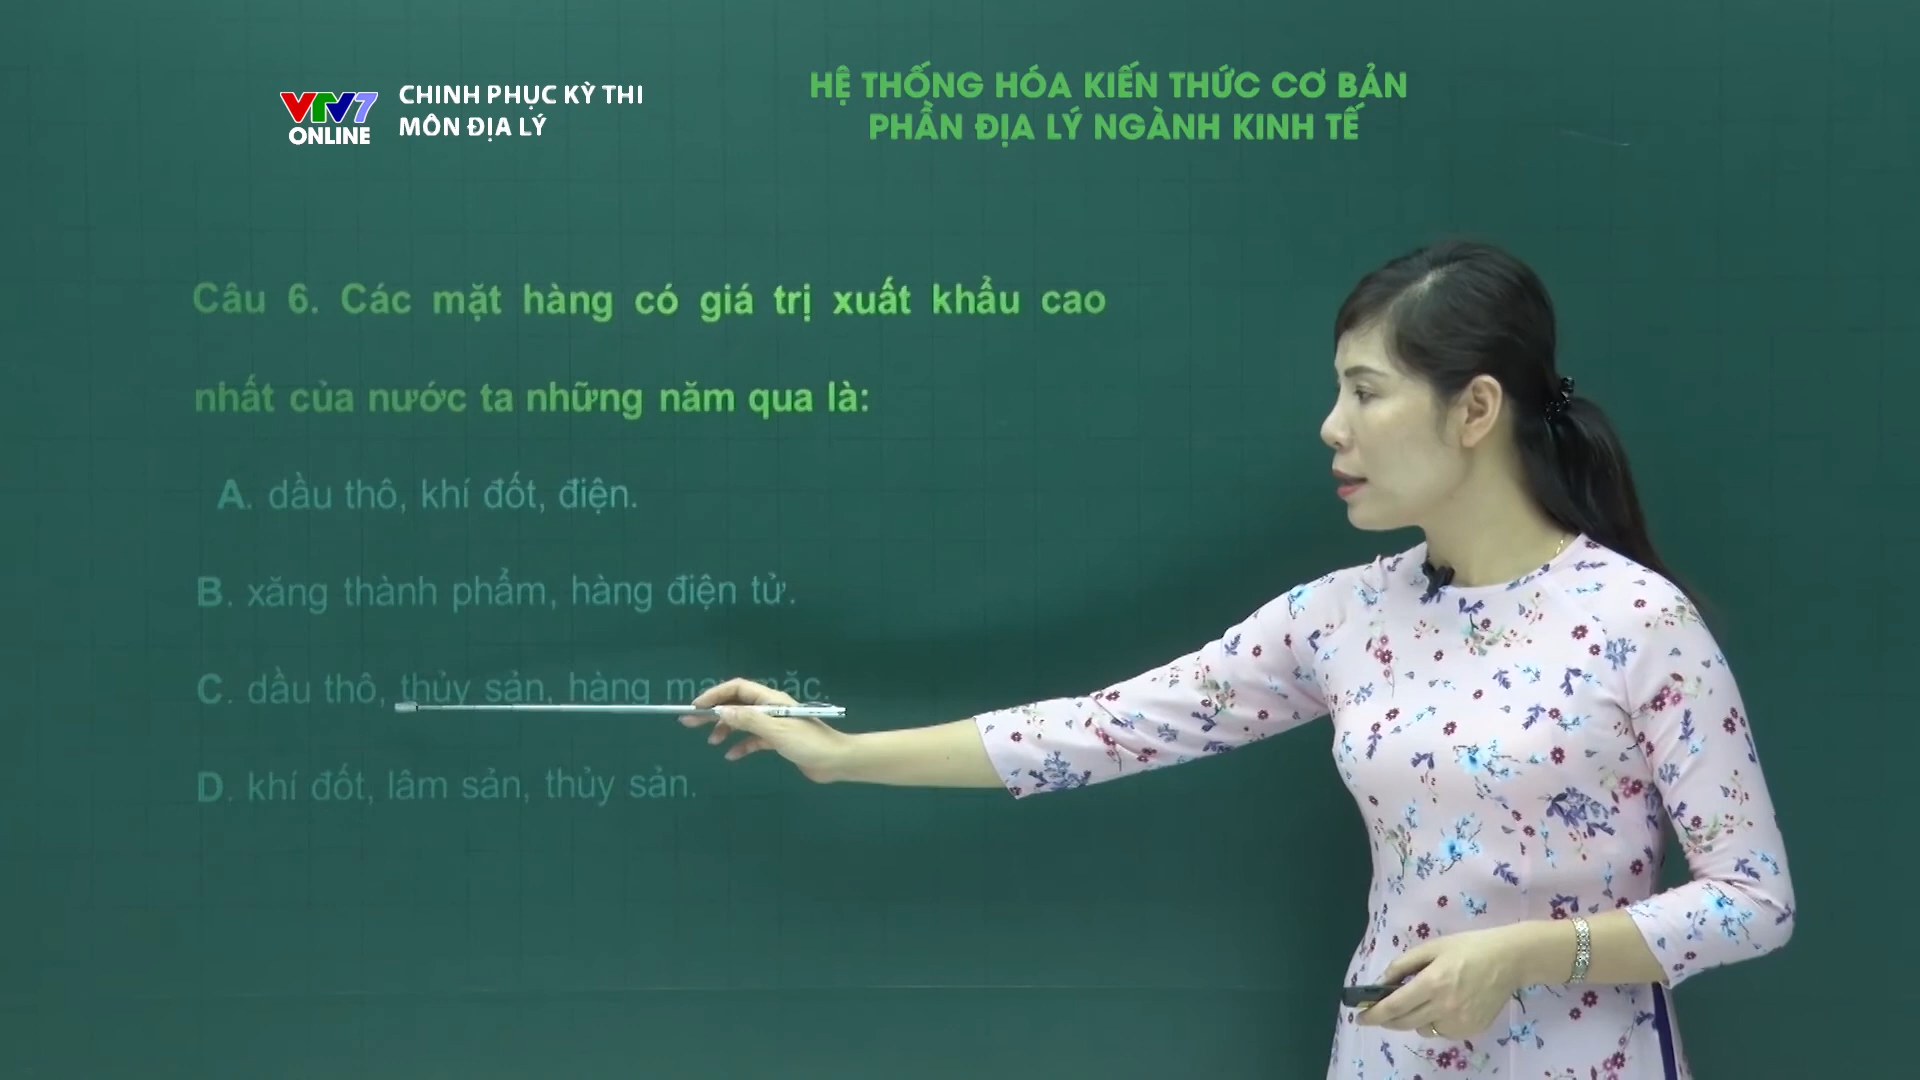 VTV7
ONLINE
CHINH PHỤC KỲ THI
MÔN ĐỊA LÝ
HỆ THỐNG HÓA KIẾN THỨC CƠ BẢN
PHẦN ĐỊA LÝ NGÀNH KINH TẾ
Câu 6. Các mặt hàng có giá trị xuất khẩu cao
nhất của nước ta những năm qua là:
A. dầu thô, khí đốt, điện.
B. xăng thành phẩm, hàng điện tử.
C. dầu thô, thủy sản, hàng may mặc.
D. khí đốt, lâm sản, thủy sản.